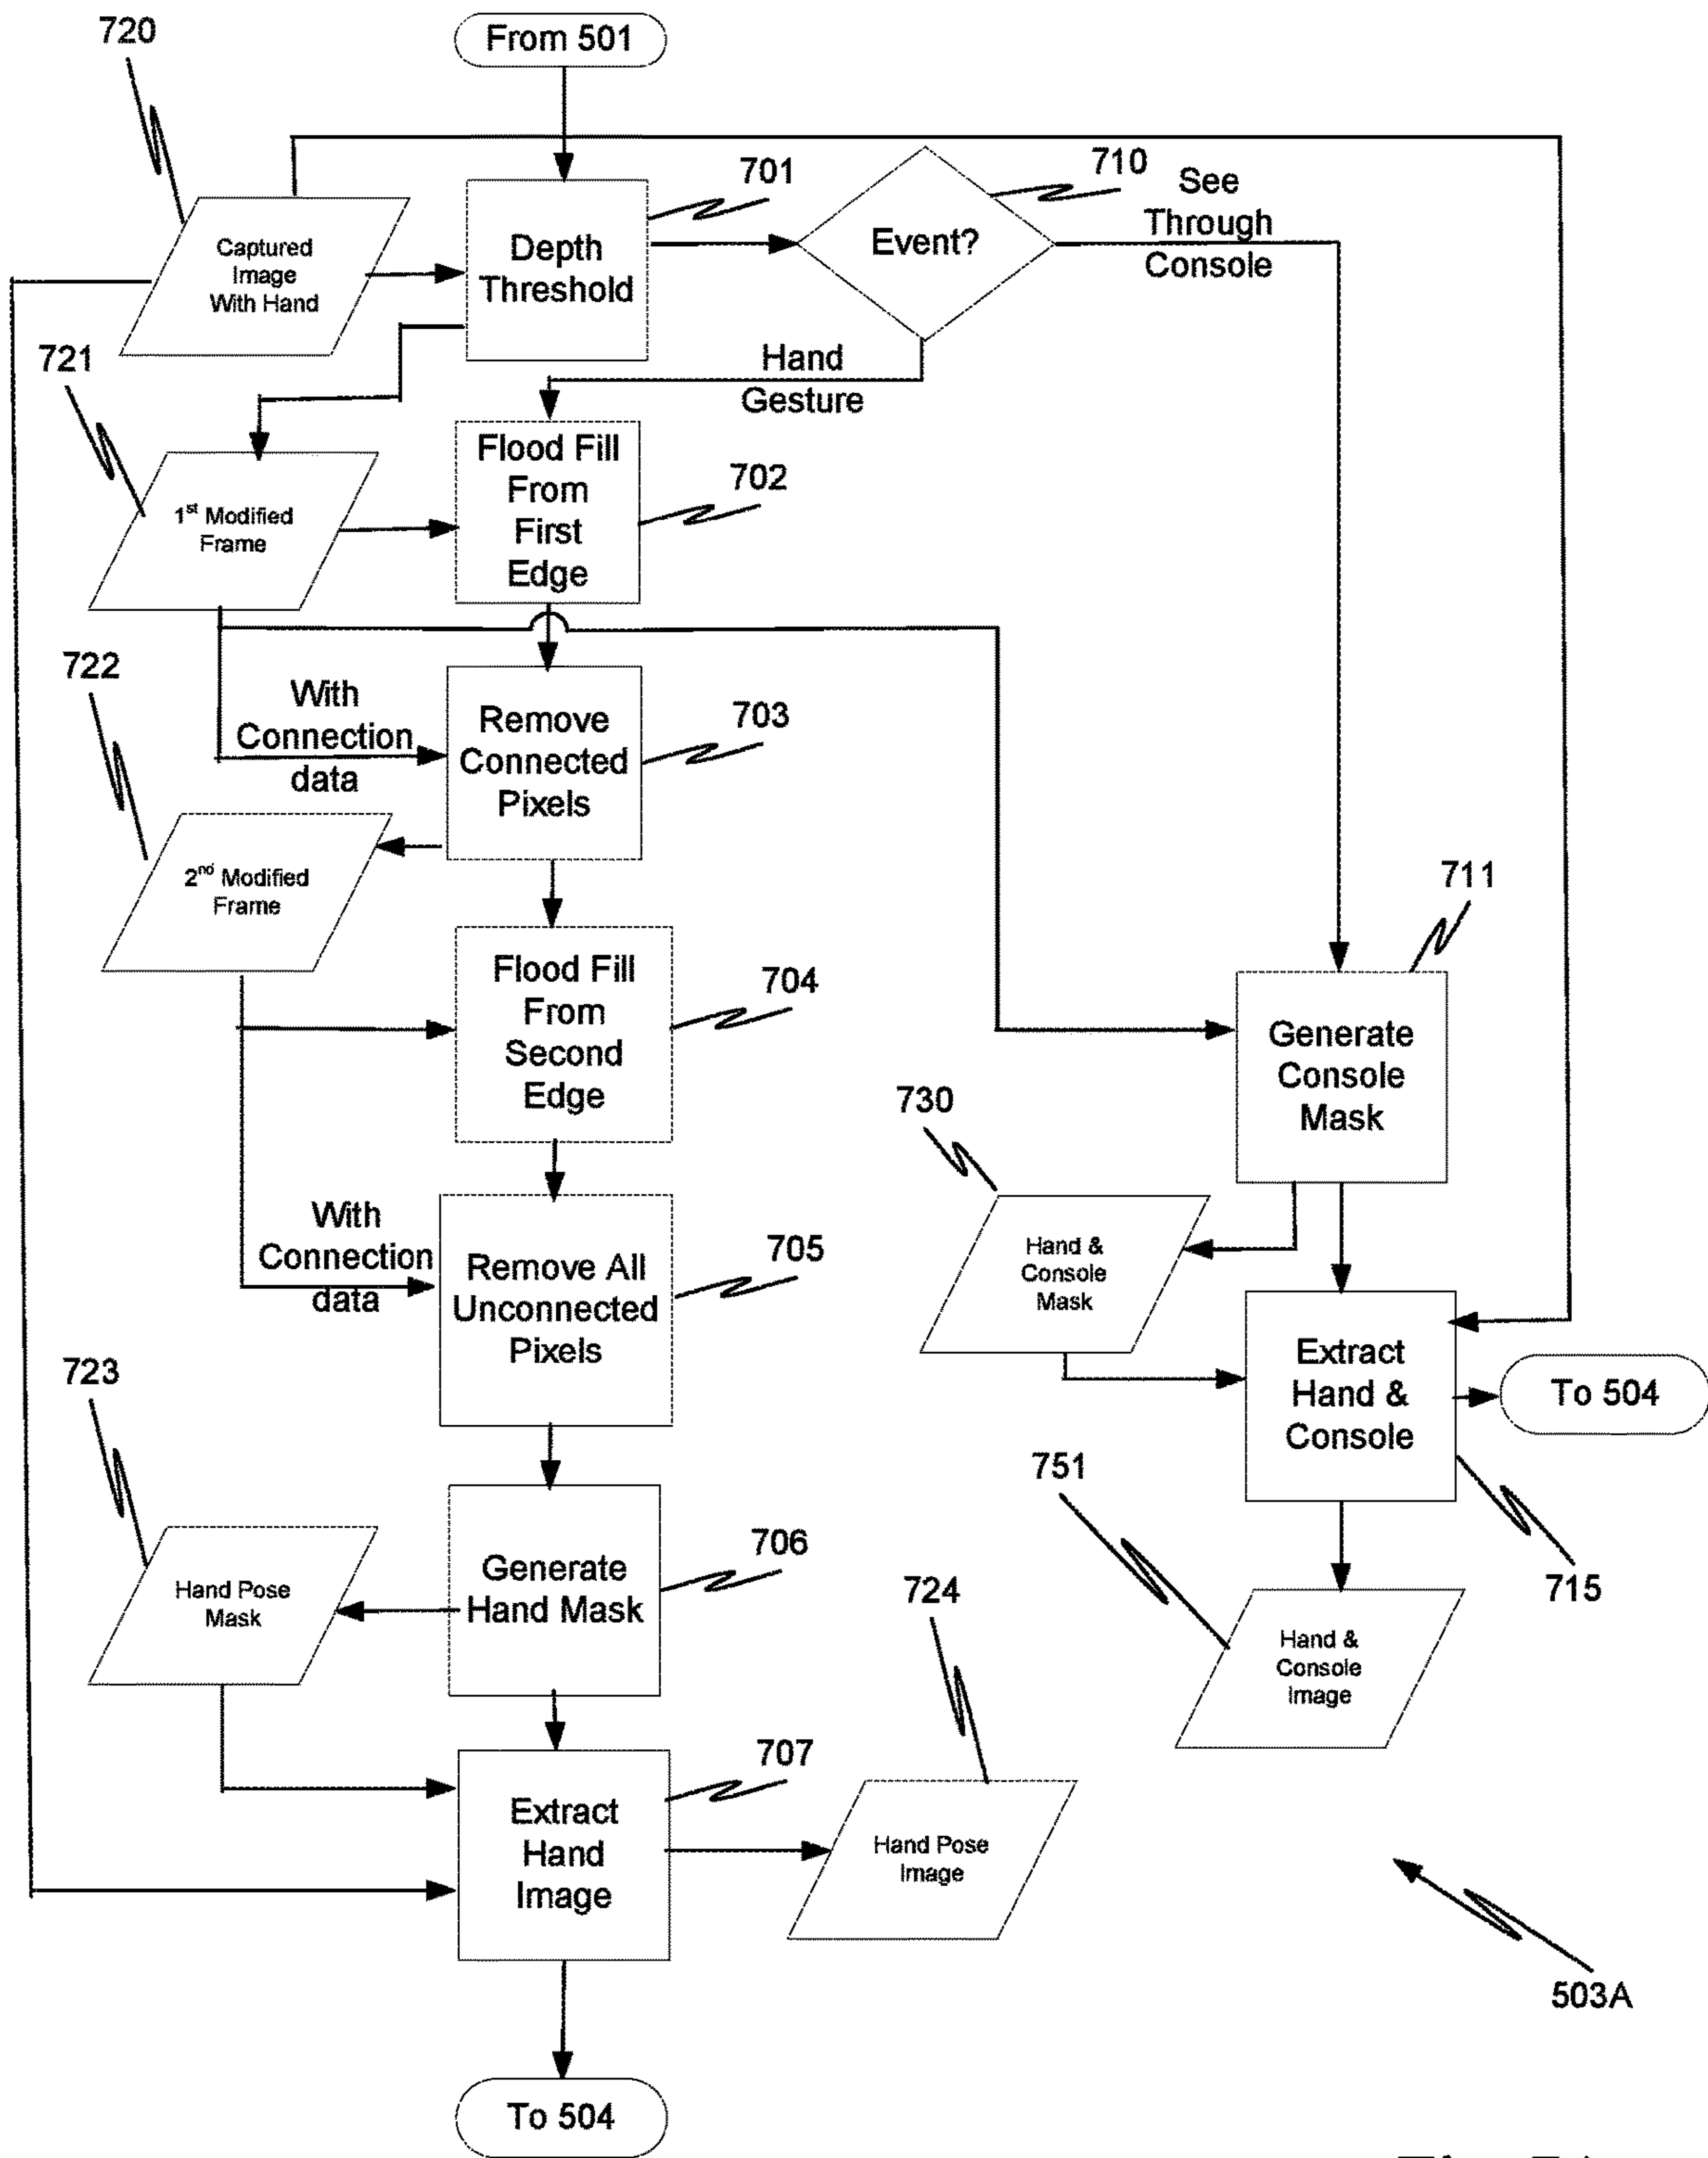 720
From 501
701
710
See
Through
Console
Captured
Image
With Hand
Depth
Threshold
Event?
721
Hand
Gesture
1st Modified
Frame
Flood Fill
From
First
Edge
702
722
With
Connection
data
Remove
Connected
Pixels
703
2nd Modified
Frame
711
Flood Fill
From
Second
Edge
704
Generate
Console
Mask
730
With
Connection
data
Remove All
Unconnected
Pixels
705
Hand &
Console
Mask
Extract
Hand &
Console
To 504
723
751
715
Hand Pose
Mask
Generate
Hand Mask
706
724
Hand &
Console
Image
707
Extract
Hand
Image
Hand Pose
Image
503A
To 504